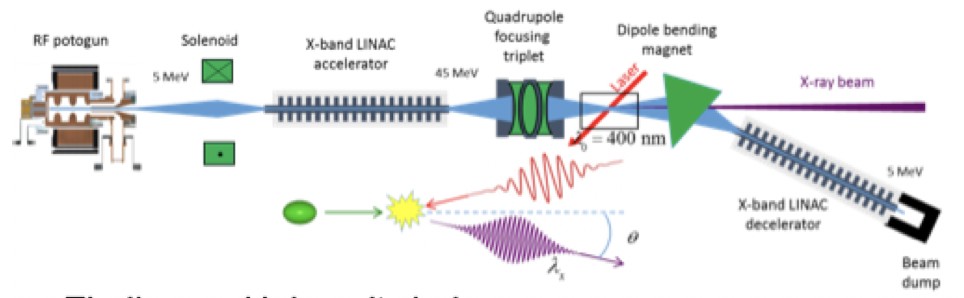 RF potogun
Solenoid
X-band LINAC
accelerator
Quadrupole
focusing
triplet
Dipole bending
magnet
5 MeV
45 MeV
Laser
X-ray beam
λ₀ = 400 nm
5 MeV
X-band LINAC
decelerator
θ
λₓ
Beam
dump